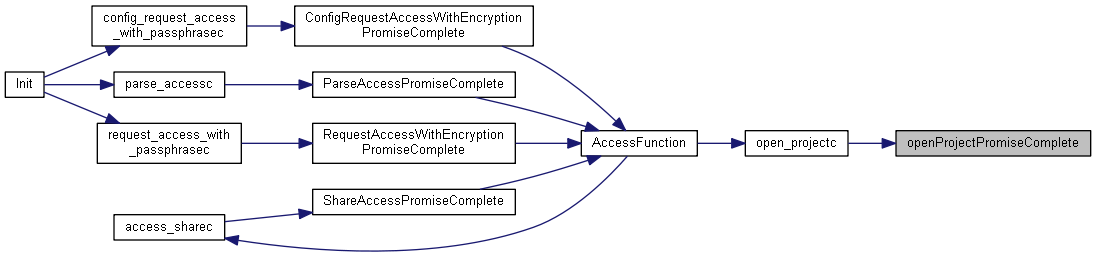 config_request_access
_with_passphrasec
ConfigRequestAccessWithEncryption
PromiseComplete
Init
parse_accessc
ParseAccessPromiseComplete
request_access_with
_passphrasec
RequestAccessWithEncryption
PromiseComplete
AccessFunction
open_projectc
openProjectPromiseComplete
ShareAccessPromiseComplete
access_sharec